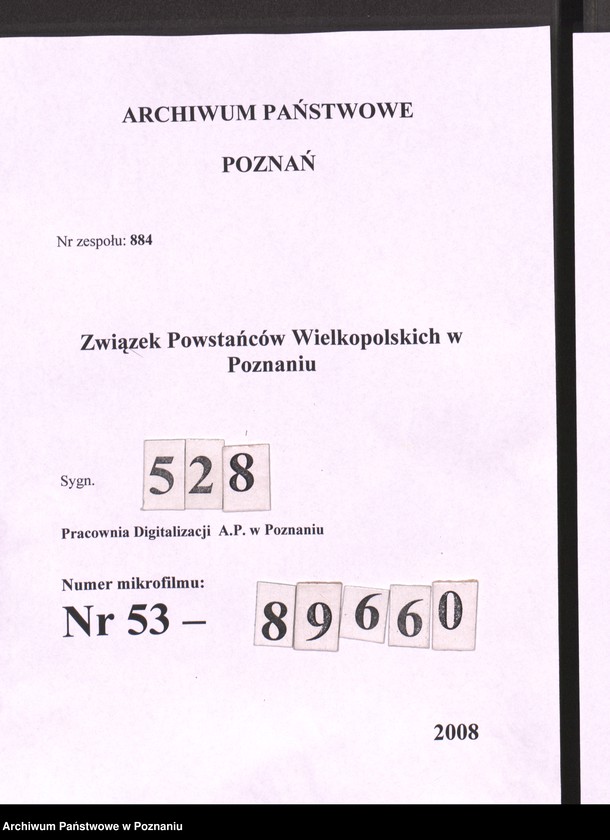 ARCHIWUM PAŃSTWOWE
POZNAŃ
Nr zespołu: 884
Związek Powstańców Wielkopolskich w
Poznaniu
Sygn. 528
Pracownia Digitalizacji A.P. w Poznaniu
Numer mikrofilmu:
Nr 53 – 89660
2008
Archiwum Państwowe w Poznaniu